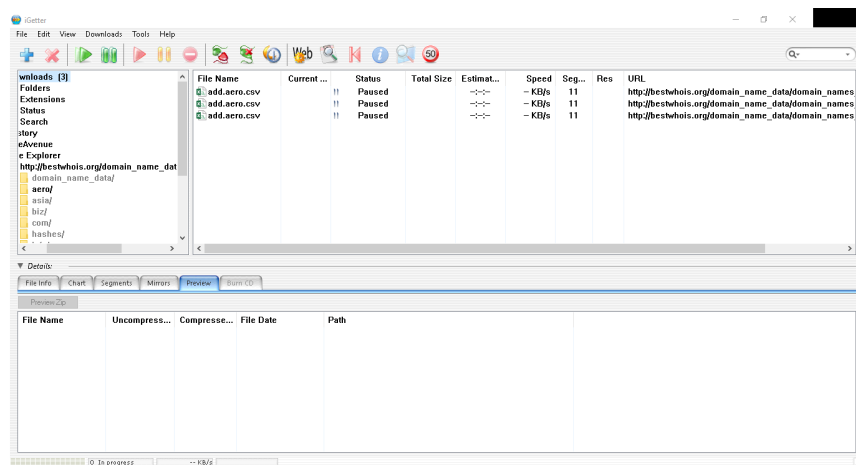 iGetter
File Edit View Downloads Tools Help
Web 50
wnloads (3)
Folders
Extensions
Status
Search
story
eAvenue
e Explorer
http://bestwhois.org/domain_name_dat
domain_name_data/
aero/
asia/
biz/
com/
hashes/
File Name Current ... Status Total Size Estimat... Speed Seg... Res URL
add.aero.csv !! Paused --:--:-- -- KB/s 11 http://bestwhois.org/domain_name_data/domain_names_
add.aero.csv !! Paused --:--:-- -- KB/s 11 http://bestwhois.org/domain_name_data/domain_names_
add.aero.csv !! Paused --:--:-- -- KB/s 11 http://bestwhois.org/domain_name_data/domain_names_
Details:
File Info Chart Segments Mirrors Preview Burn CD
Preview Zip
File Name Uncompress... Compresse... File Date Path
0 In progress -- KB/s